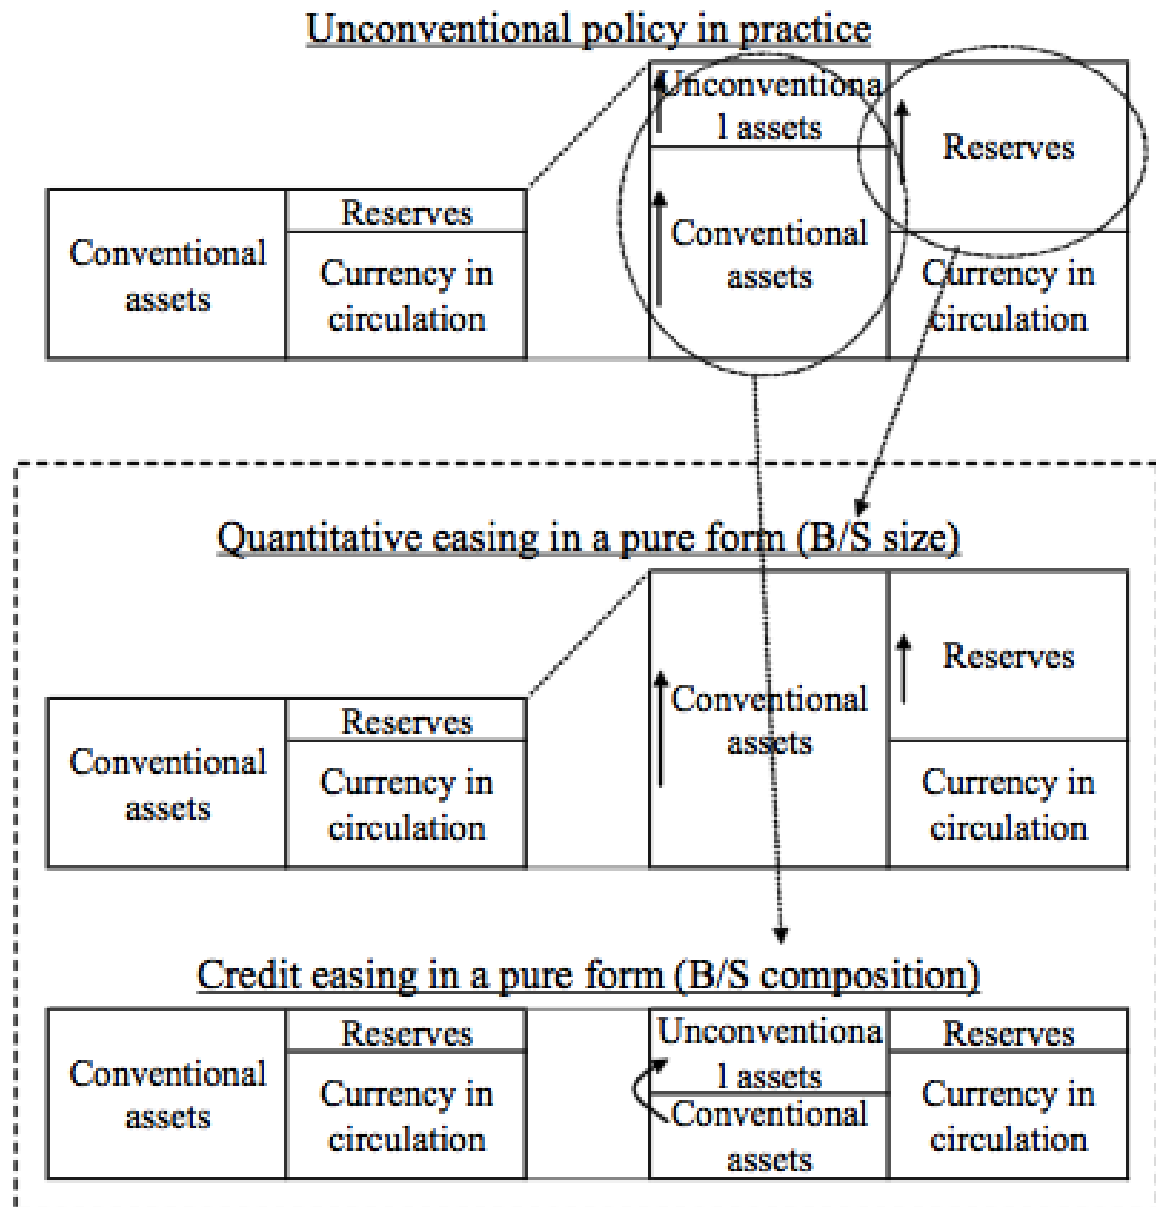 Unconventional policy in practice
Unconventiona
l assets
Reserves
Conventional
assets
Reserves
Currency in
circulation
Conventional
assets
Currency in
circulation
Quantitative easing in a pure form (B/S size)
Conventional
assets
Reserves
Currency in
circulation
Conventional
assets
Reserves
Currency in
circulation
Credit easing in a pure form (B/S composition)
Conventional
assets
Reserves
Currency in
circulation
Unconventiona
l assets
Conventional
assets
Reserves
Currency in
circulation